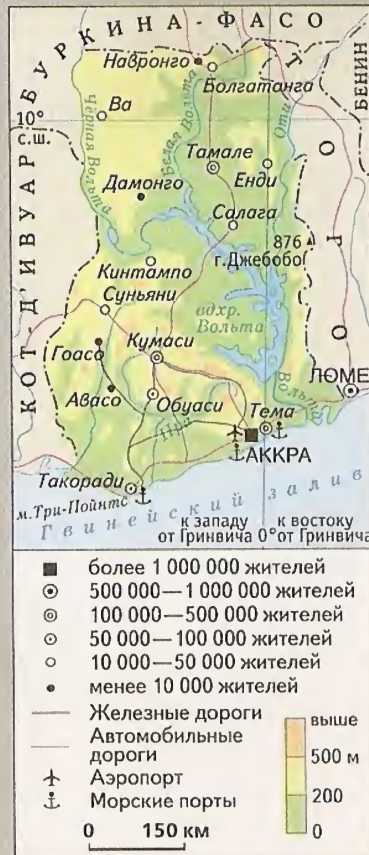 БУРКИНА-ФАСО
БЕНИН
ТОГО
КОТ-Д'ИВУАР
Навронго
Волгатанга
Ва
Чёрная Вольта
Белая Вольта
Оти
10°
с.ш.
Тамале
Енди
Дамонго
Салага
876
г.Джебобо
Кинтампо
Суньяни
вдхр.
Вольта
Кумаси
Гоасо
Вольта
ЛОМЕ
Авасо
Обуаси
Тема
Пра
АККРА
Такоради
м.Три-Пойнтс
Гвинейский залив
к западу
от Гринвича
0°
к востоку
от Гринвича
более 1 000 000 жителей
500 000—1 000 000 жителей
100 000—500 000 жителей
50 000—100 000 жителей
10 000—50 000 жителей
менее 10 000 жителей
Железные дороги
Автомобильные
дороги
Аэропорт
Морские порты
выше
500 м
200
0
0 150 км